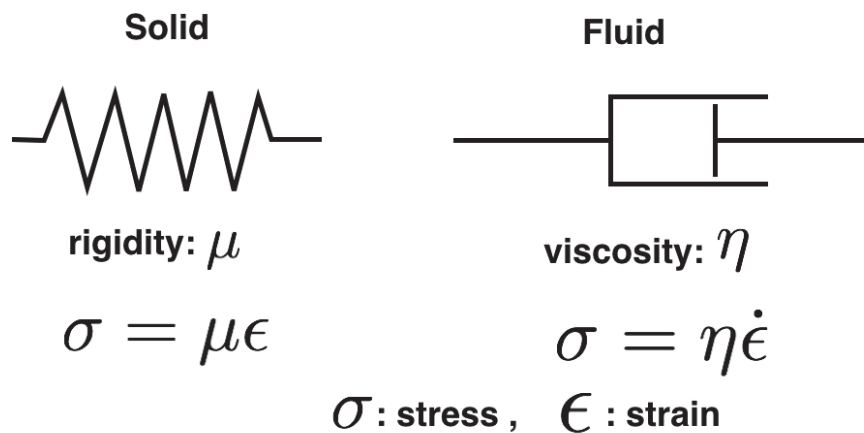 Solid
Fluid
rigidity: μ
viscosity: η
σ = μϵ
σ = ηϵ̇
σ : stress , ϵ : strain